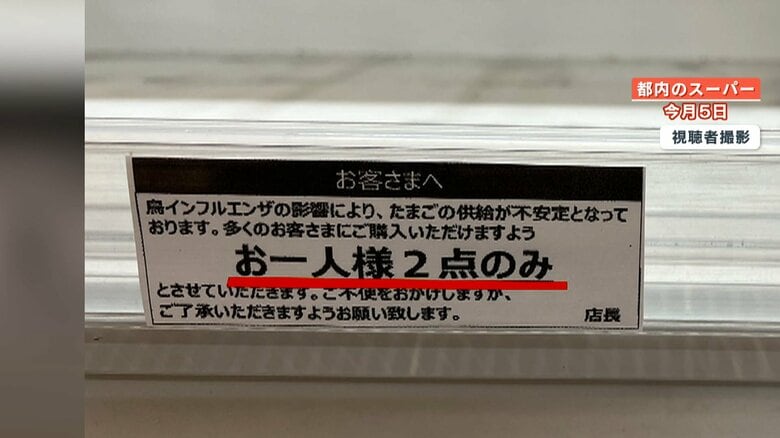 都内のスーパー
今月5日
視聴者撮影
お客さまへ
鳥インフルエンザの影響により、たまごの供給が不安定となって
おります。多くのお客さまにご購入いただけますよう
お一人様２点のみ
とさせていただきます。ご不便をおかけしますが、
ご了承いただきますようお願い致します。
店長